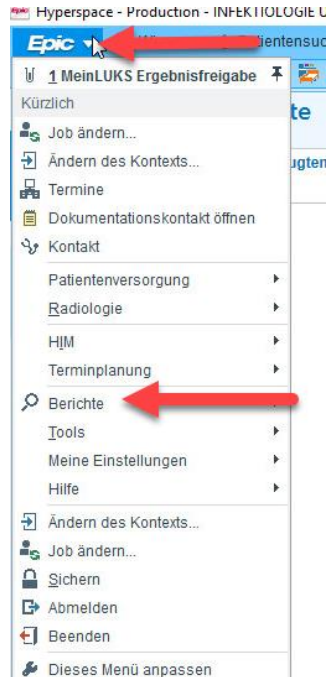 Hyperspace - Production - INFEKTIOLOGIE U
Epic
1 MeinLUKS Ergebnisfreigabe
te
Kürzlich
Job ändern...
Ändern des Kontexts...
Termine
Dokumentationskontakt öffnen
Kontakt
Patientenversorgung
Radiologie
HIM
Terminplanung
Berichte
Tools
Meine Einstellungen
Hilfe
Ändern des Kontexts...
Job ändern...
Sichern
Abmelden
Beenden
Dieses Menü anpassen